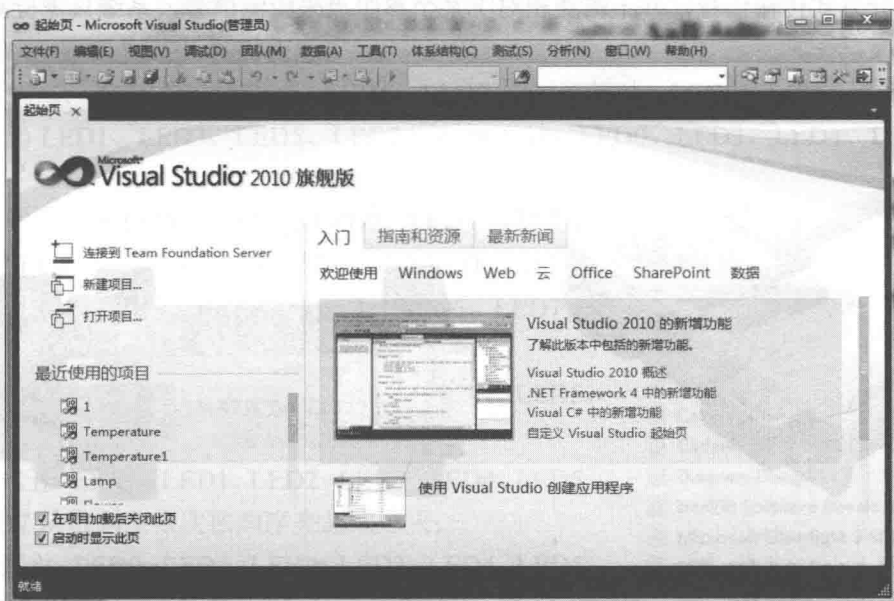 起始页 - Microsoft Visual Studio(管理员)
文件(F) 编辑(E) 视图(V) 调试(D) 团队(M) 数据(A) 工具(T) 体系结构(C) 测试(S) 分析(N) 窗口(W) 帮助(H)
起始页 ×
Microsoft
Visual Studio 2010 旗舰版
连接到 Team Foundation Server
新建项目...
打开项目...
最近使用的项目
1
Temperature
Temperature1
Lamp
在项目加载后关闭此页
启动时显示此页
入门 指南和资源 最新新闻
欢迎使用 Windows Web 云 Office SharePoint 数据
Visual Studio 2010 的新增功能
了解此版本中包括的新增功能。
Visual Studio 2010 概述
.NET Framework 4 中的新增功能
Visual C# 中的新增功能
自定义 Visual Studio 起始页
使用 Visual Studio 创建应用程序
就绪